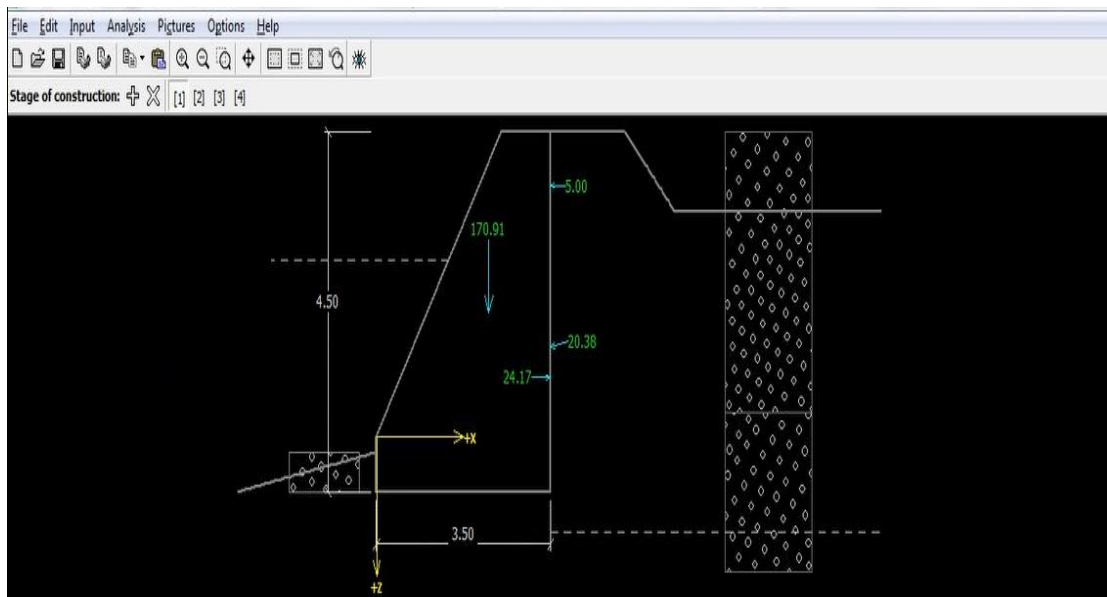 File Edit Input Analysis Pictures Options Help
Stage of construction: [1] [2] [3] [4]
5.00
170.91
4.50
20.38
24.17
+x
3.50
+z